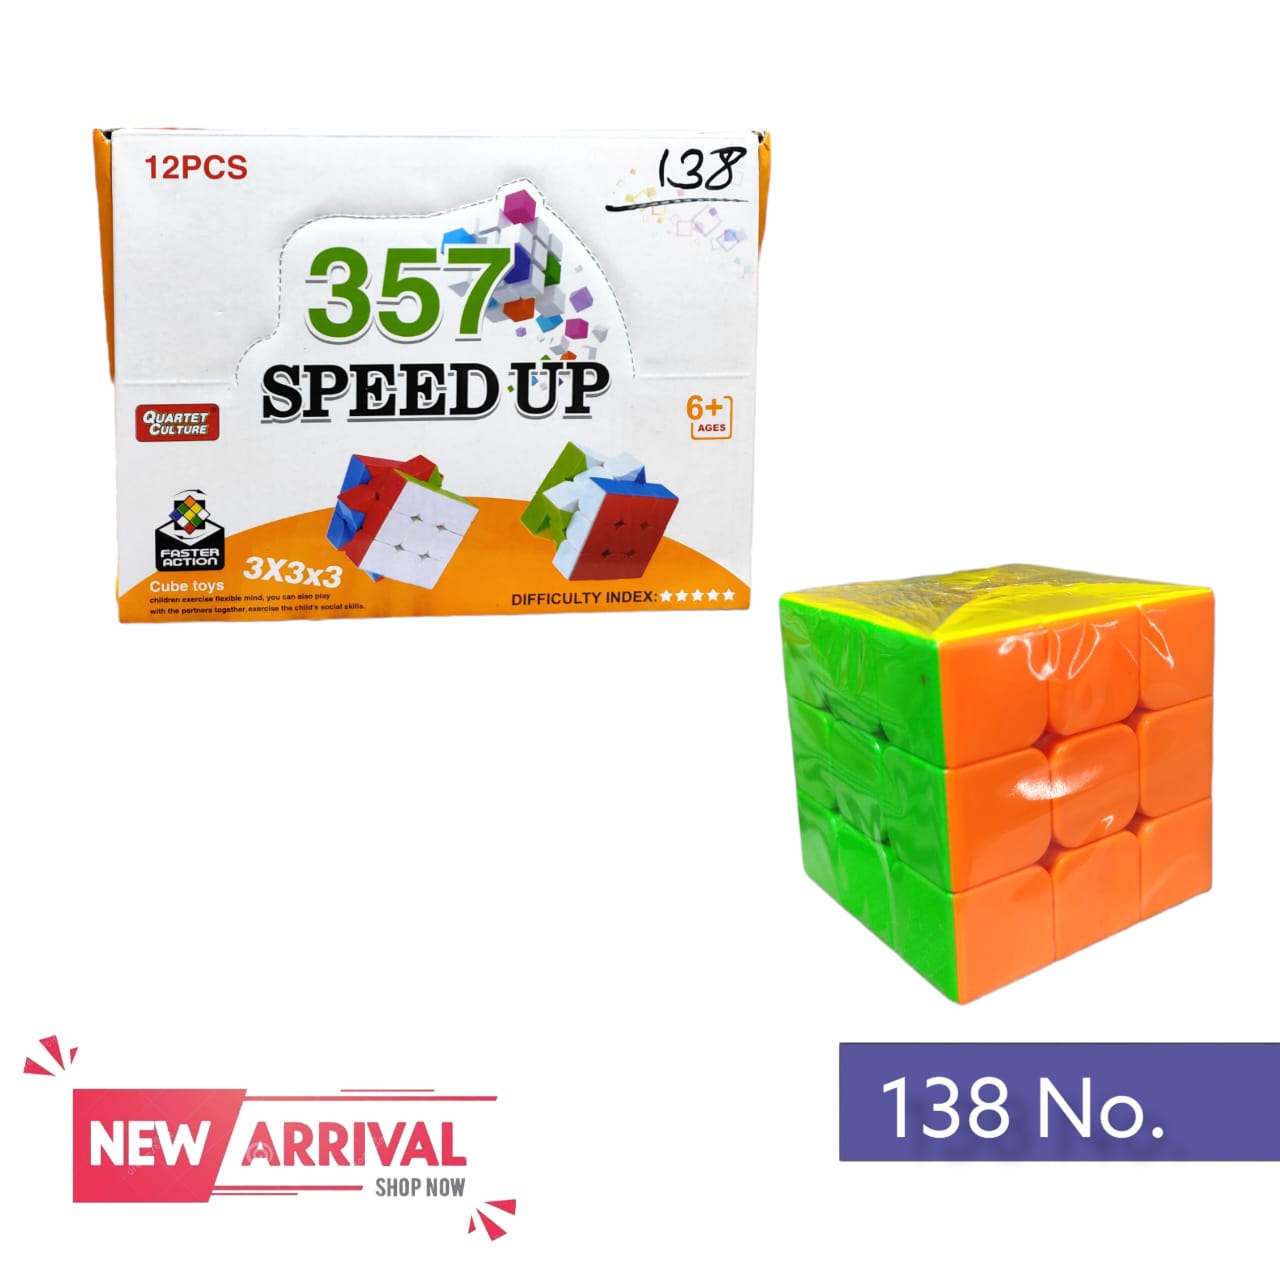 12PCS
138
357
SPEED UP
QUARTET
CULTURE
6+
AGES
FASTER
ACTION
3X3x3
Cube toys
children exercise flexible mind, you can also play
with the partners together, exercise the child's social skills.
DIFFICULTY INDEX:★★★★★
NEW ARRIVAL
SHOP NOW
138 No.